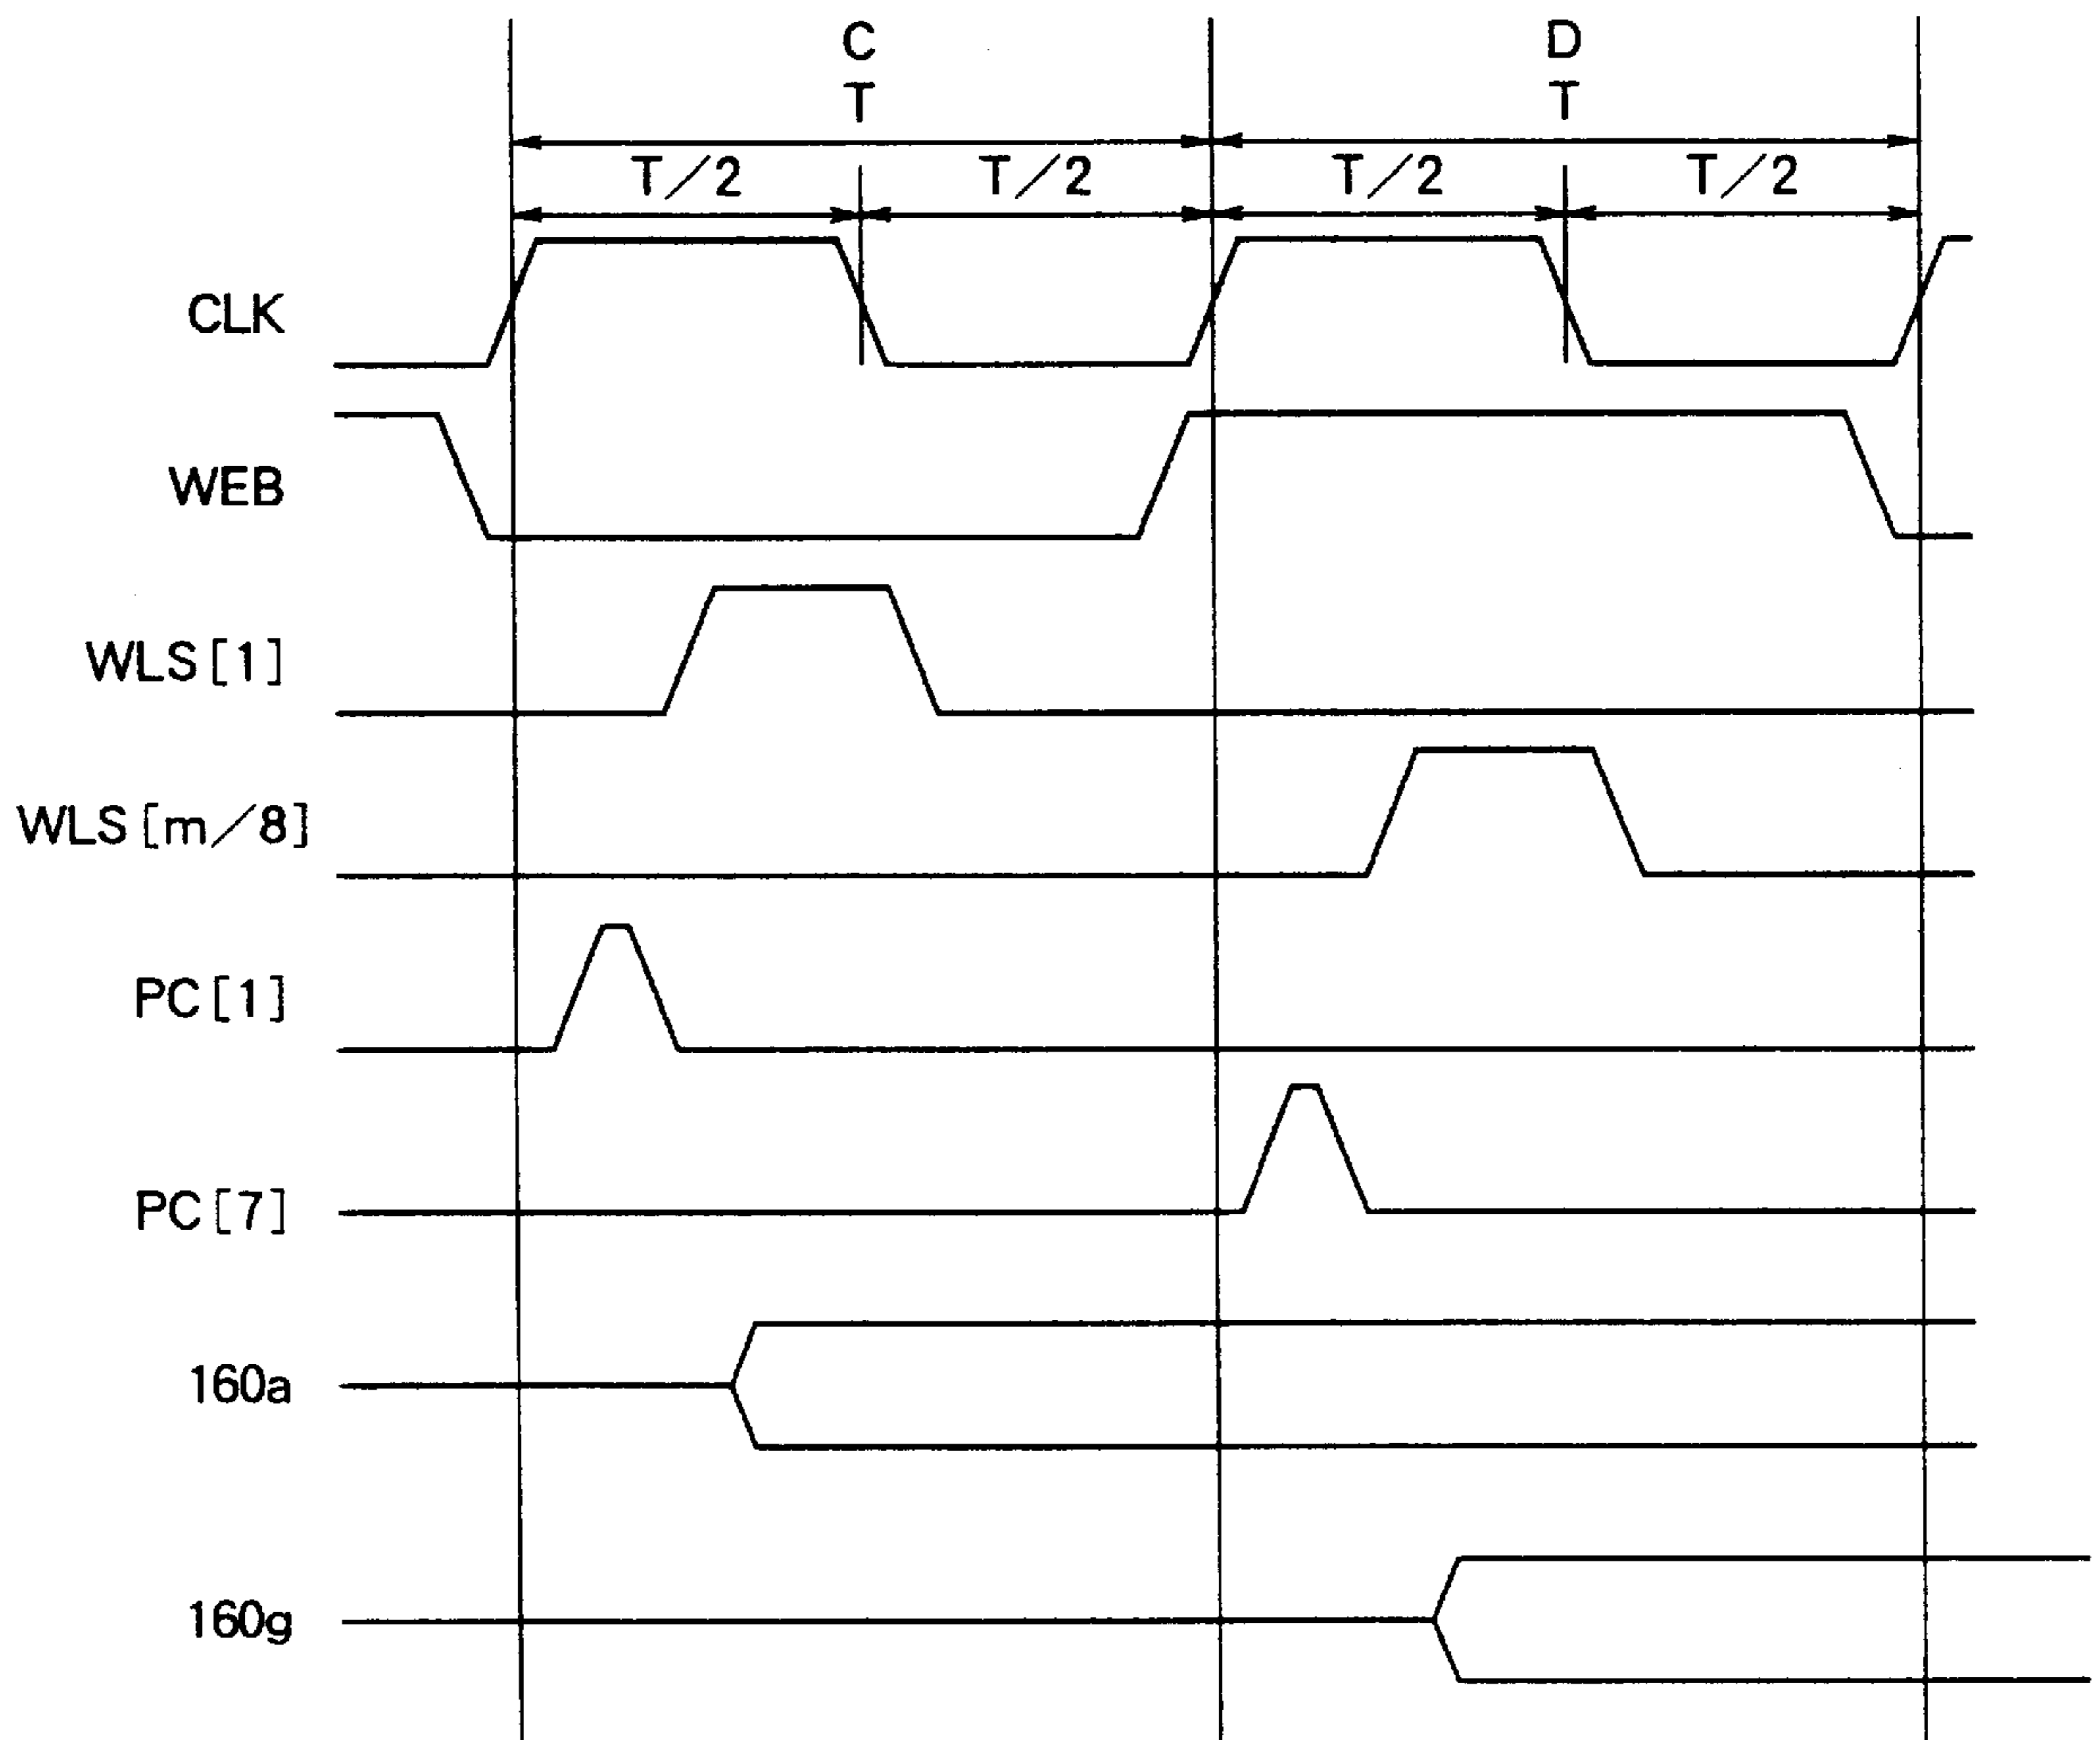 C D
T T
T/2 T/2 T/2 T/2
CLK
WEB
WLS[1]
WLS[m/8]
PC[1]
PC[7]
160a
160g